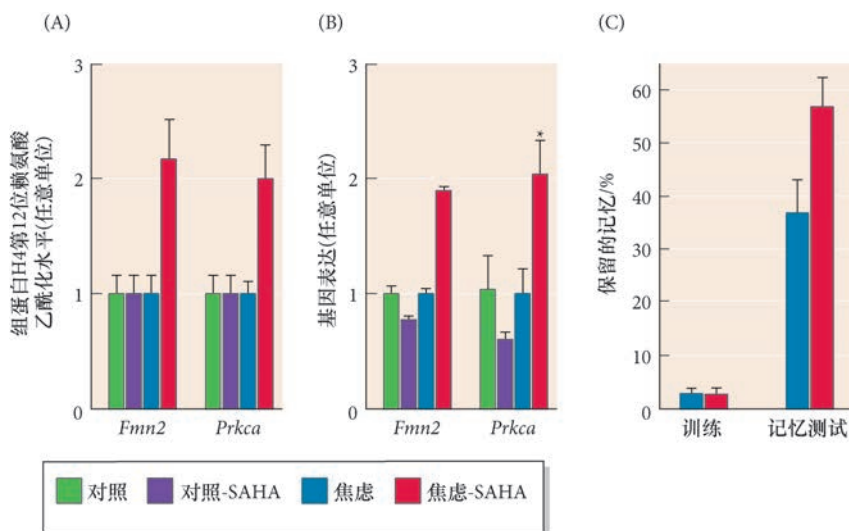 (A)
3
2
1
0
组蛋白H4第12位赖氨酸
乙酰化水平(任意单位)
Fmn2
Prkca
(B)
3
2
1
0
基因表达(任意单位)
*
Fmn2
Prkca
(C)
60
50
40
30
20
10
0
保留的记忆/%
训练
记忆测试
对照
对照-SAHA
焦虑
焦虑-SAHA